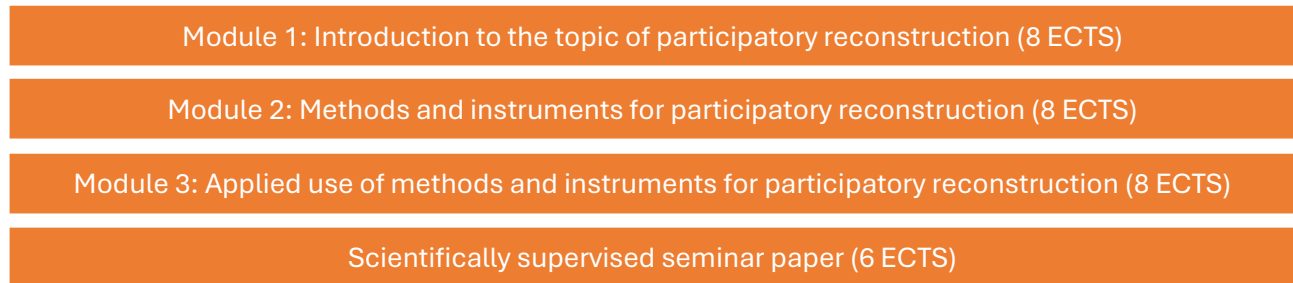 Module 1: Introduction to the topic of participatory reconstruction (8 ECTS)
Module 2: Methods and instruments for participatory reconstruction (8 ECTS)
Module 3: Applied use of methods and instruments for participatory reconstruction (8 ECTS)
Scientifically supervised seminar paper (6 ECTS)